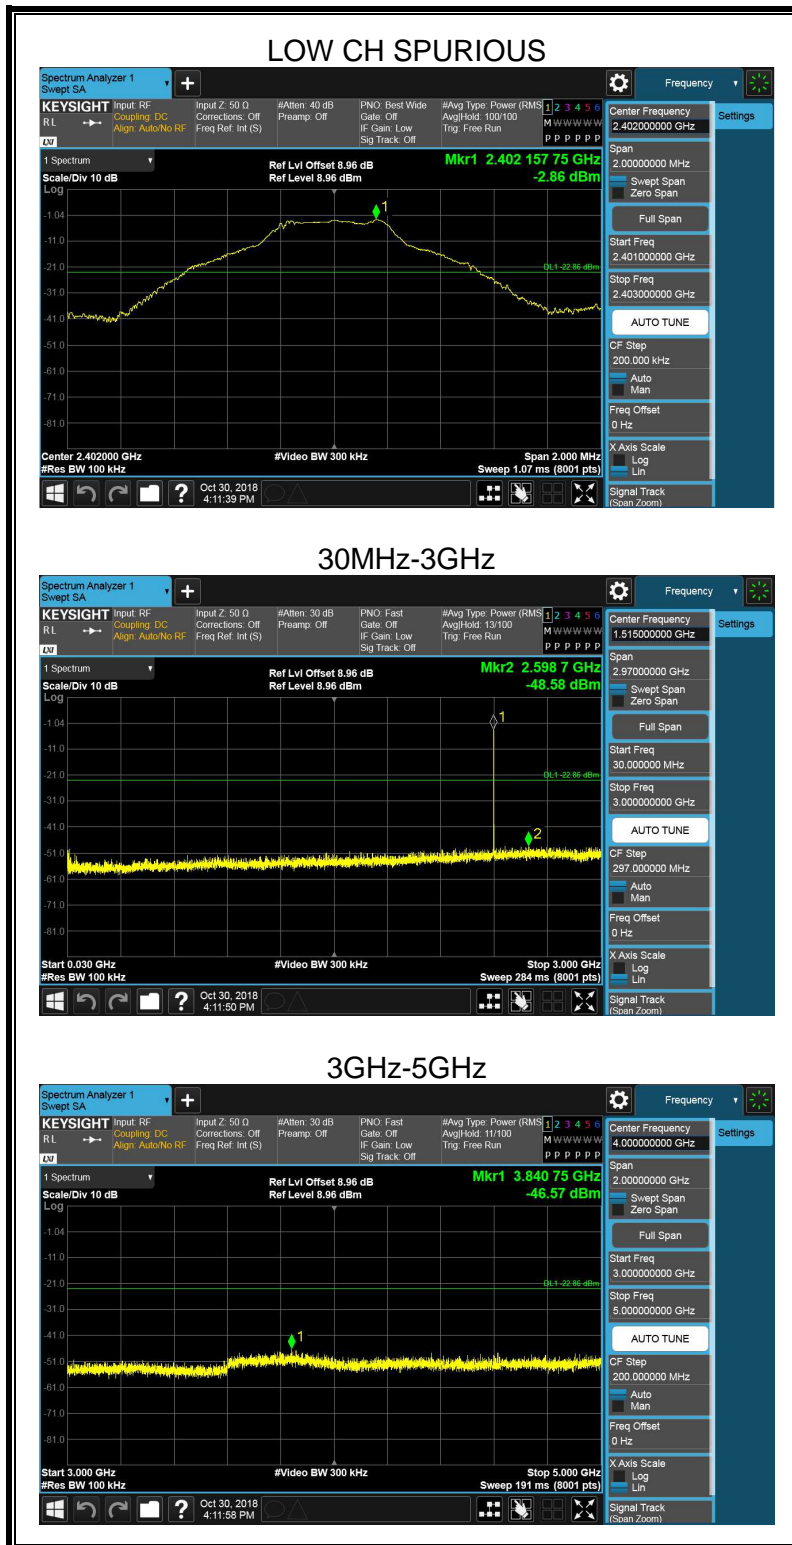 LOW CH SPURIOUS
Spectrum Analyzer 1
Swept SA
Frequency
KEYSIGHT
RL
LXI
Input: RF
Coupling: DC
Align: Auto/No RF
Input Z: 50 Ω
Corrections: Off
Freq Ref: Int (S)
#Atten: 40 dB
Preamp: Off
PNO: Best Wide
Gate: Off
IF Gain: Low
Sig Track: Off
#Avg Type: Power (RMS
Avg|Hold: 100/100
Trig: Free Run
1 2 3 4 5 6
M W W W W W
P P P P P P
1 Spectrum
Scale/Div 10 dB
Log
Ref Lvl Offset 8.96 dB
Ref Level 8.96 dBm
Mkr1 2.402 157 75 GHz
-2.86 dBm
1
DL1 -22.86 dBm
-1.04
-11.0
-21.0
-31.0
-41.0
-51.0
-61.0
-71.0
-81.0
Center 2.402000 GHz
#Res BW 100 kHz
#Video BW 300 kHz
Span 2.000 MHz
Sweep 1.07 ms (8001 pts)
Center Frequency
2.402000000 GHz
Settings
Span
2.00000000 MHz
Swept Span
Zero Span
Full Span
Start Freq
2.401000000 GHz
Stop Freq
2.403000000 GHz
AUTO TUNE
CF Step
200.000 kHz
Auto
Man
Freq Offset
0 Hz
X Axis Scale
Log
Lin
Signal Track
(Span Zoom)
?
Oct 30, 2018
4:11:39 PM
30MHz-3GHz
Spectrum Analyzer 1
Swept SA
Frequency
KEYSIGHT
RL
LXI
Input: RF
Coupling: DC
Align: Auto/No RF
Input Z: 50 Ω
Corrections: Off
Freq Ref: Int (S)
#Atten: 30 dB
Preamp: Off
PNO: Fast
Gate: Off
IF Gain: Low
Sig Track: Off
#Avg Type: Power (RMS
Avg|Hold: 13/100
Trig: Free Run
1 2 3 4 5 6
M W W W W W
P P P P P P
1 Spectrum
Scale/Div 10 dB
Log
Ref Lvl Offset 8.96 dB
Ref Level 8.96 dBm
Mkr2 2.598 7 GHz
-48.58 dBm
1
2
DL1 -22.86 dBm
-1.04
-11.0
-21.0
-31.0
-41.0
-51.0
-61.0
-71.0
-81.0
Start 0.030 GHz
#Res BW 100 kHz
#Video BW 300 kHz
Stop 3.000 GHz
Sweep 284 ms (8001 pts)
Center Frequency
1.515000000 GHz
Settings
Span
2.97000000 GHz
Swept Span
Zero Span
Full Span
Start Freq
30.000000 MHz
Stop Freq
3.000000000 GHz
AUTO TUNE
CF Step
297.000000 MHz
Auto
Man
Freq Offset
0 Hz
X Axis Scale
Log
Lin
Signal Track
(Span Zoom)
?
Oct 30, 2018
4:11:50 PM
3GHz-5GHz
Spectrum Analyzer 1
Swept SA
Frequency
KEYSIGHT
RL
LXI
Input: RF
Coupling: DC
Align: Auto/No RF
Input Z: 50 Ω
Corrections: Off
Freq Ref: Int (S)
#Atten: 30 dB
Preamp: Off
PNO: Fast
Gate: Off
IF Gain: Low
Sig Track: Off
#Avg Type: Power (RMS
Avg|Hold: 11/100
Trig: Free Run
1 2 3 4 5 6
M W W W W W
P P P P P P
1 Spectrum
Scale/Div 10 dB
Log
Ref Lvl Offset 8.96 dB
Ref Level 8.96 dBm
Mkr1 3.840 75 GHz
-46.57 dBm
1
DL1 -22.86 dBm
-1.04
-11.0
-21.0
-31.0
-41.0
-51.0
-61.0
-71.0
-81.0
Start 3.000 GHz
#Res BW 100 kHz
#Video BW 300 kHz
Stop 5.000 GHz
Sweep 191 ms (8001 pts)
Center Frequency
4.000000000 GHz
Settings
Span
2.00000000 GHz
Swept Span
Zero Span
Full Span
Start Freq
3.000000000 GHz
Stop Freq
5.000000000 GHz
AUTO TUNE
CF Step
200.000000 MHz
Auto
Man
Freq Offset
0 Hz
X Axis Scale
Log
Lin
Signal Track
(Span Zoom)
?
Oct 30, 2018
4:11:58 PM